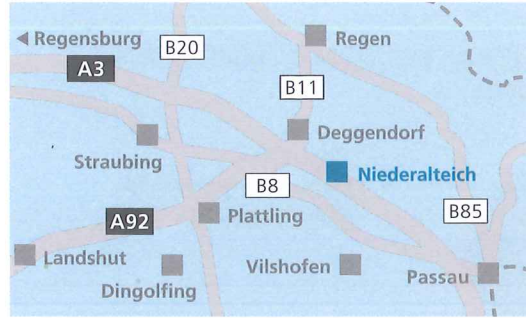 Regensburg
B20
Regen
A3
B11
Deggendorf
Straubing
Niederalteich
B8
A92
Plattling
B85
Landshut
Vilshofen
Passau
Dingolfing